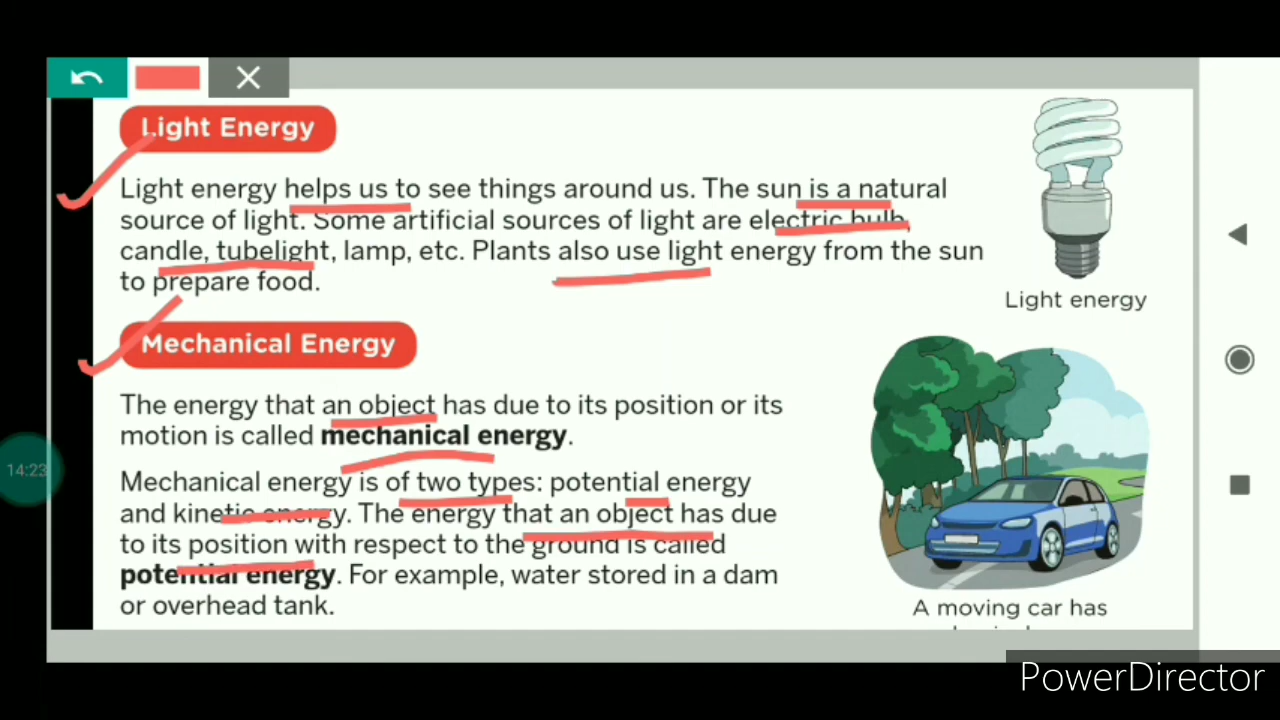 Light Energy
Light energy helps us to see things around us. The sun is a natural
source of light. Some artificial sources of light are electric bulb,
candle, tubelight, lamp, etc. Plants also use light energy from the sun
to prepare food.
Light energy
Mechanical Energy
The energy that an object has due to its position or its
motion is called mechanical energy.
Mechanical energy is of two types: potential energy
and kinetic energy. The energy that an object has due
to its position with respect to the ground is called
potential energy. For example, water stored in a dam
or overhead tank.
A moving car has
14:23
PowerDirector